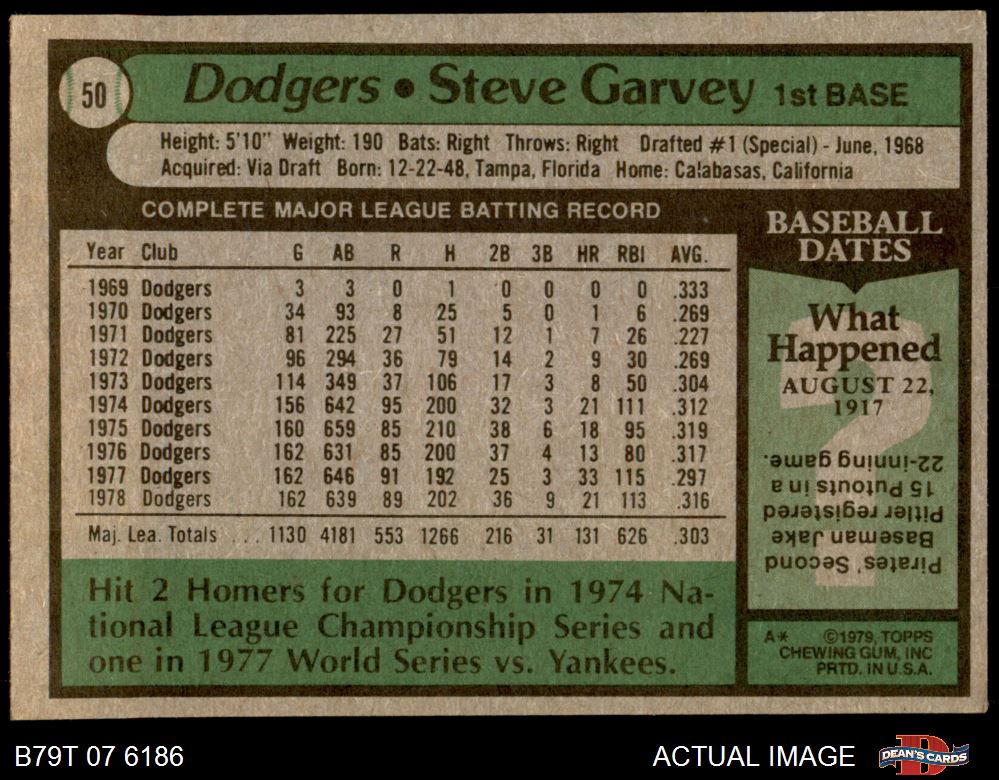 50
Dodgers • Steve Garvey 1st BASE
Height: 5'10" Weight: 190 Bats: Right Throws: Right Drafted #1 (Special) - June, 1968
Acquired: Via Draft Born: 12-22-48, Tampa, Florida Home: Calabasas, California
COMPLETE MAJOR LEAGUE BATTING RECORD
Year Club G AB R H 2B 3B HR RBI AVG.
1969 Dodgers 3 3 0 1 0 0 0 0 .333
1970 Dodgers 34 93 8 25 5 0 1 6 .269
1971 Dodgers 81 225 27 51 12 1 7 26 .227
1972 Dodgers 96 294 36 79 14 2 9 30 .269
1973 Dodgers 114 349 37 106 17 3 8 50 .304
1974 Dodgers 156 642 95 200 32 3 21 111 .312
1975 Dodgers 160 659 85 210 38 6 18 95 .319
1976 Dodgers 162 631 85 200 37 4 13 80 .317
1977 Dodgers 162 646 91 192 25 3 33 115 .297
1978 Dodgers 162 639 89 202 36 9 21 113 .316
Maj. Lea. Totals ... 1130 4181 553 1266 216 31 131 626 .303
Hit 2 Homers for Dodgers in 1974 Na-
tional League Championship Series and
one in 1977 World Series vs. Yankees.
BASEBALL
DATES
What
Happened
AUGUST 22,
1917
?
Pirates' Second
Baseman Jake
Pitler registered
15 Putouts in a
22-inning game.
A* ©1979, TOPPS
CHEWING GUM, INC
PRTD. IN U.S.A.
B79T 07 6186
ACTUAL IMAGE
D
DEAN'S CARDS